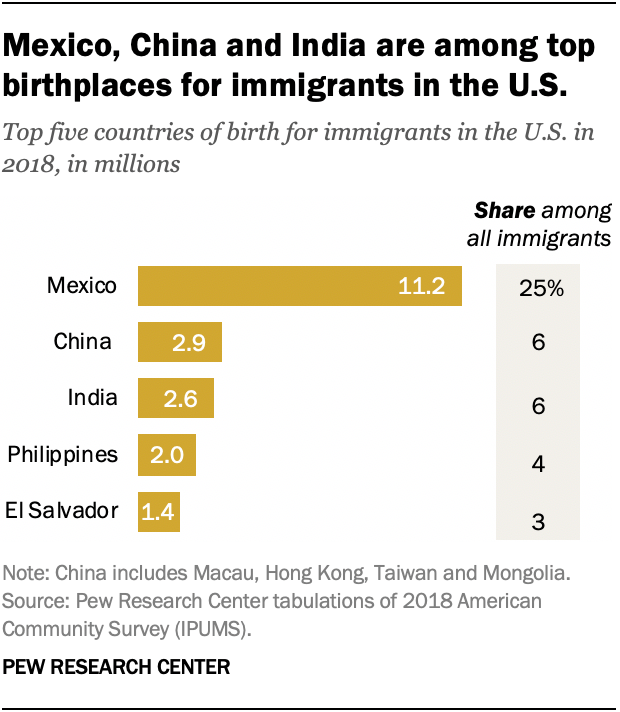 Mexico, China and India are among top
birthplaces for immigrants in the U.S.
Top five countries of birth for immigrants in the U.S. in
2018, in millions
Share among
all immigrants
Mexico 11.2 25%
China 2.9 6
India 2.6 6
Philippines 2.0 4
El Salvador 1.4 3
Note: China includes Macau, Hong Kong, Taiwan and Mongolia.
Source: Pew Research Center tabulations of 2018 American
Community Survey (IPUMS).
PEW RESEARCH CENTER